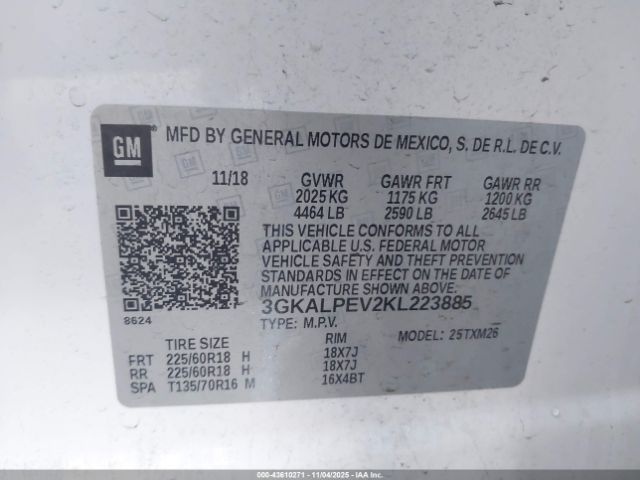 GM
MFD BY GENERAL MOTORS DE MEXICO, S. DE R.L. DE C.V.
11/18 GVWR GAWR FRT GAWR RR
2025 KG 1175 KG 1200 KG
4464 LB 2590 LB 2645 LB
THIS VEHICLE CONFORMS TO ALL
APPLICABLE U.S. FEDERAL MOTOR
VEHICLE SAFETY AND THEFT PREVENTION
STANDARDS IN EFFECT ON THE DATE OF
MANUFACTURE SHOWN ABOVE.
3GKALPEV2KL223885
8624
TYPE: M.P.V.
MODEL: 25TXM26
TIRE SIZE RIM
FRT 225/60R18 H 18X7J
RR 225/60R18 H 18X7J
SPA T135/70R16 M 16X4BT
000-43610271 - 11/04/2025 - IAAI.COM